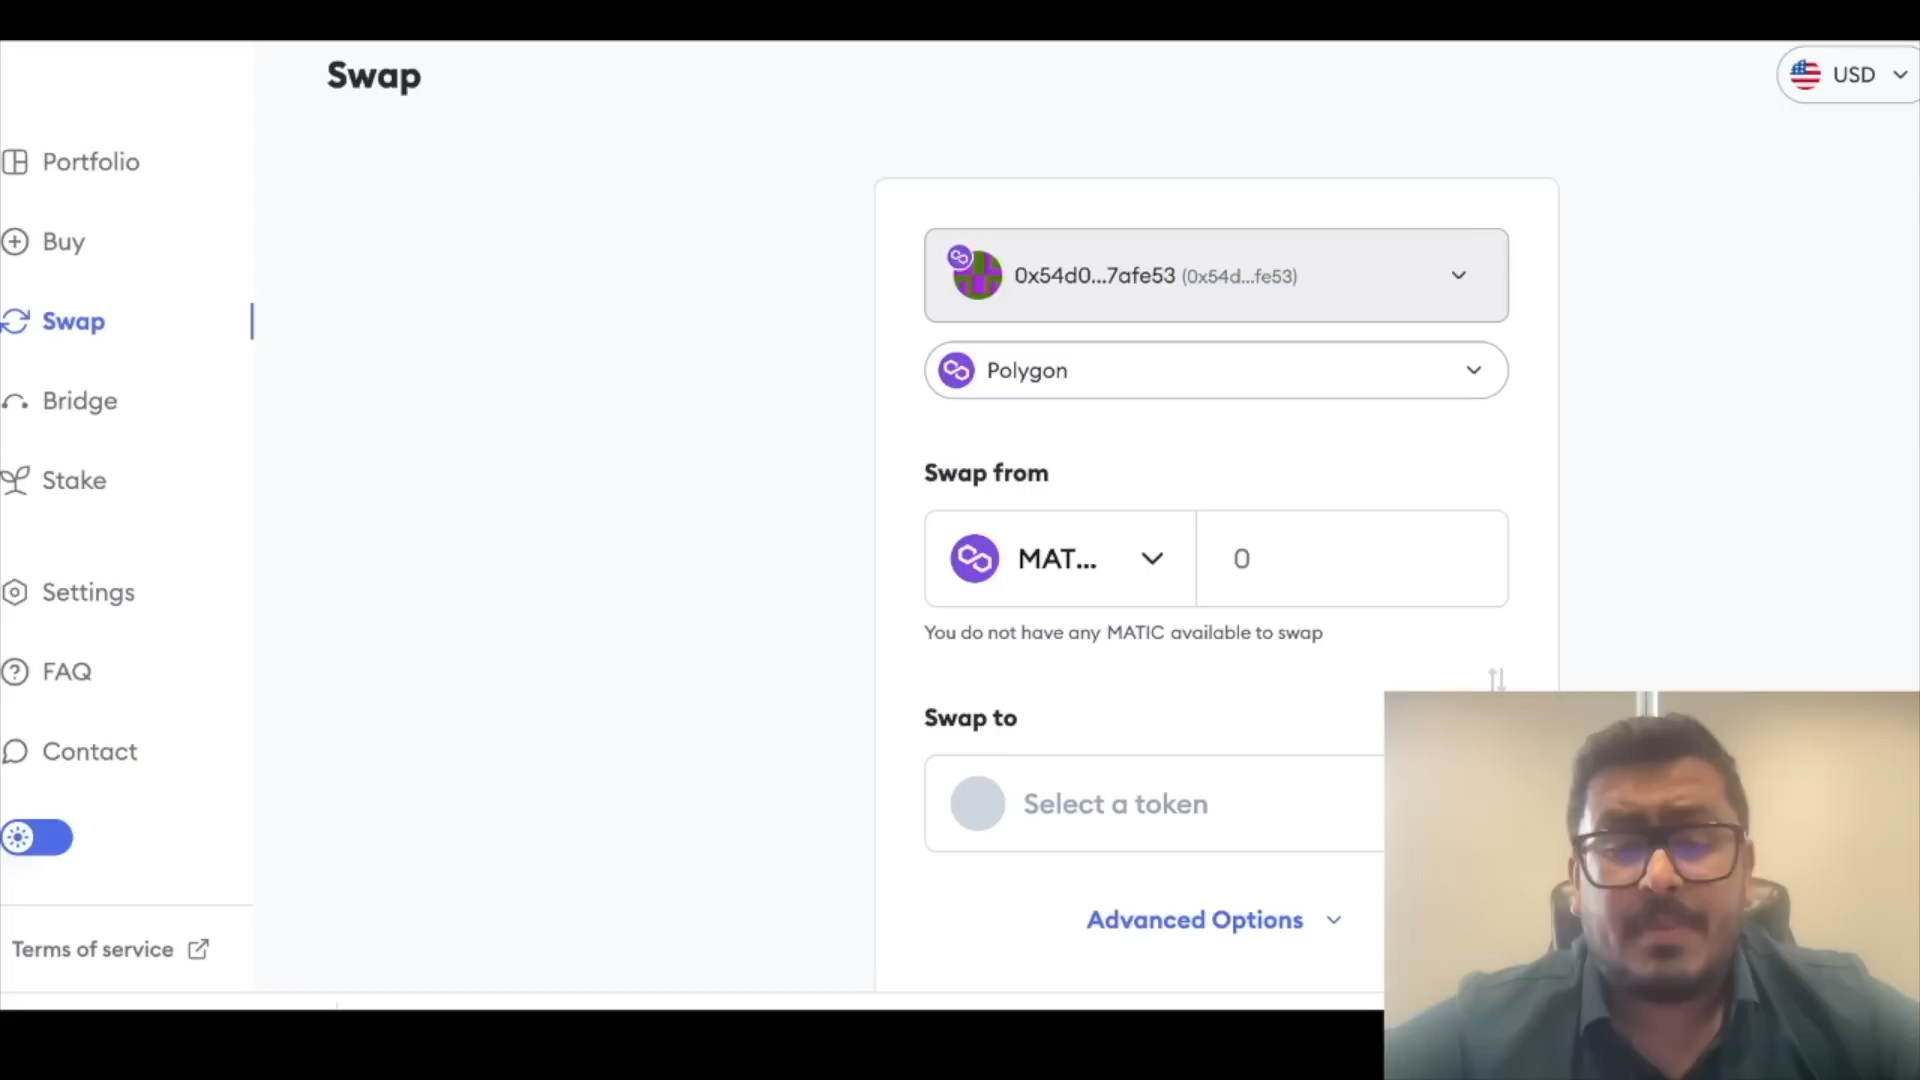 Swap
USD
Portfolio
Buy
Swap
Bridge
Stake
Settings
FAQ
Contact
Terms of service
0x54d0...7afe53 (0x54d...fe53)
Polygon
Swap from
MAT...
0
You do not have any MATIC available to swap
Swap to
Select a token
Advanced Options